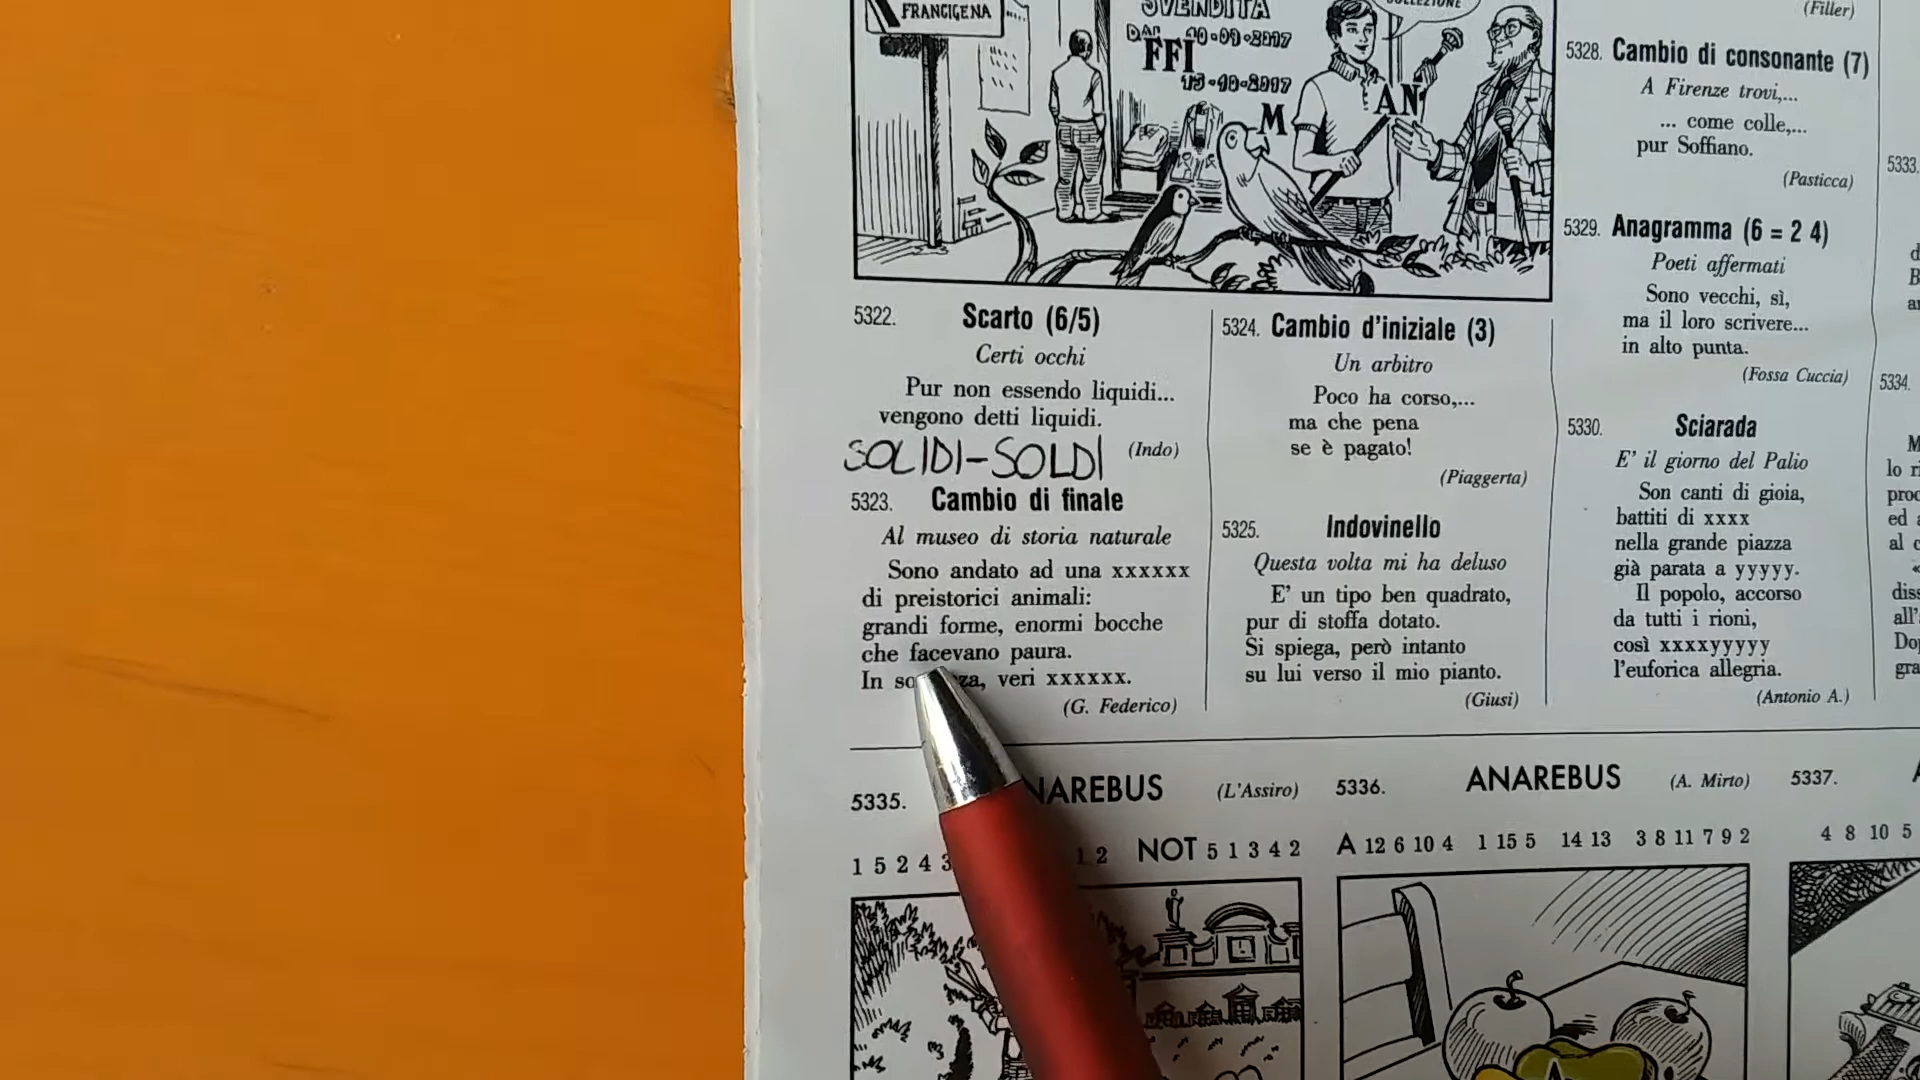 FRANCIGENA
SVENDITA
DAL 10-09-2017
FFI
15-10-2017
M
AN
(Filler)
5322. Scarto (6/5)
Certi occhi
Pur non essendo liquidi...
vengono detti liquidi.
(Indo)
SOLIDI-SOLDI
5323. Cambio di finale
Al museo di storia naturale
Sono andato ad una xxxxxx
di preistorici animali:
grandi forme, enormi bocche
che facevano paura.
In veri xxxxxx.
(G. Federico)
5324. Cambio d'iniziale (3)
Un arbitro
Poco ha corso,...
ma che pena
se è pagato!
(Piaggerta)
5325. Indovinello
Questa volta mi ha deluso
E' un tipo ben quadrato,
pur di stoffa dotato.
Si spiega, però intanto
su lui verso il mio pianto.
(Giusi)
5328. Cambio di consonante (7)
A Firenze trovi,...
... come colle,...
pur Soffiano.
(Pasticca)
5329. Anagramma (6 = 2 4)
Poeti affermati
Sono vecchi, sì,
ma il loro scrivere...
in alto punta.
(Fossa Cuccia)
5330. Sciarada
E' il giorno del Palio
Son canti di gioia,
battiti di xxxx
nella grande piazza
già parata a yyyyy.
Il popolo, accorso
da tutti i rioni,
così xxxxyyyyy
l'euforica allegria.
(Antonio A.)
5333.
5334.
5335. NAREBUS (L'Assiro)
1 5 2 4 3 1 2 NOT 5 1 3 4 2
5336. ANAREBUS (A. Mirto)
A 12 6 10 4 1 15 5 14 13 3 8 11 7 9 2
5337.
4 8 10 5